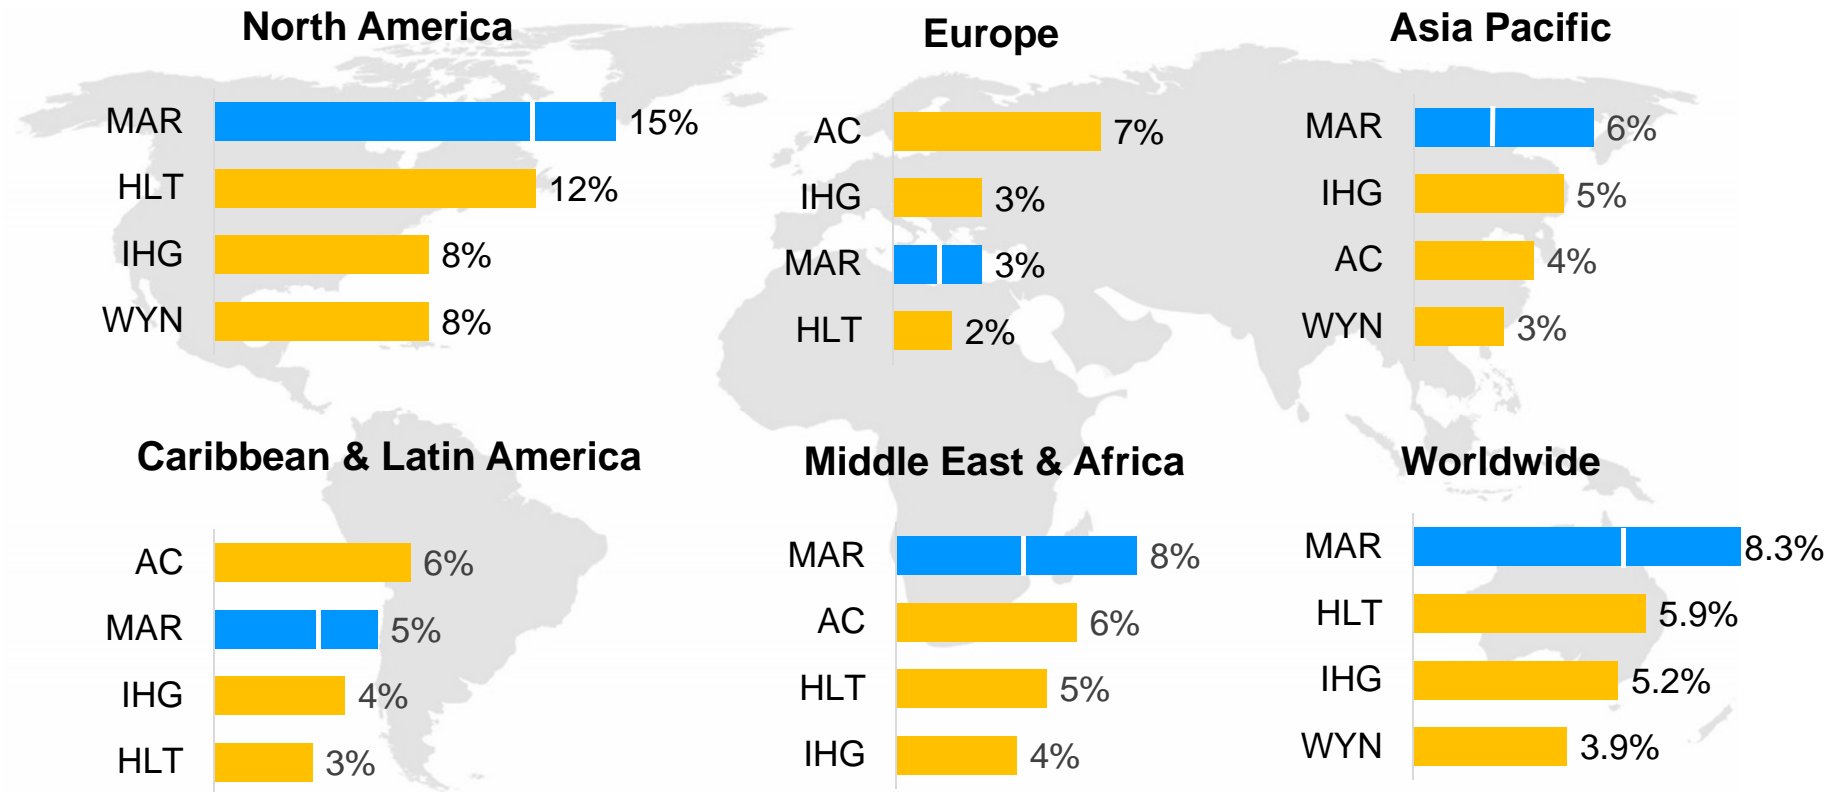 North America
MAR 15%
HLT 12%
IHG 8%
WYN 8%
Europe
AC 7%
IHG 3%
MAR 3%
HLT 2%
Asia Pacific
MAR 6%
IHG 5%
AC 4%
WYN 3%
Caribbean & Latin America
AC 6%
MAR 5%
IHG 4%
HLT 3%
Middle East & Africa
MAR 8%
AC 6%
HLT 5%
IHG 4%
Worldwide
MAR 8.3%
HLT 5.9%
IHG 5.2%
WYN 3.9%